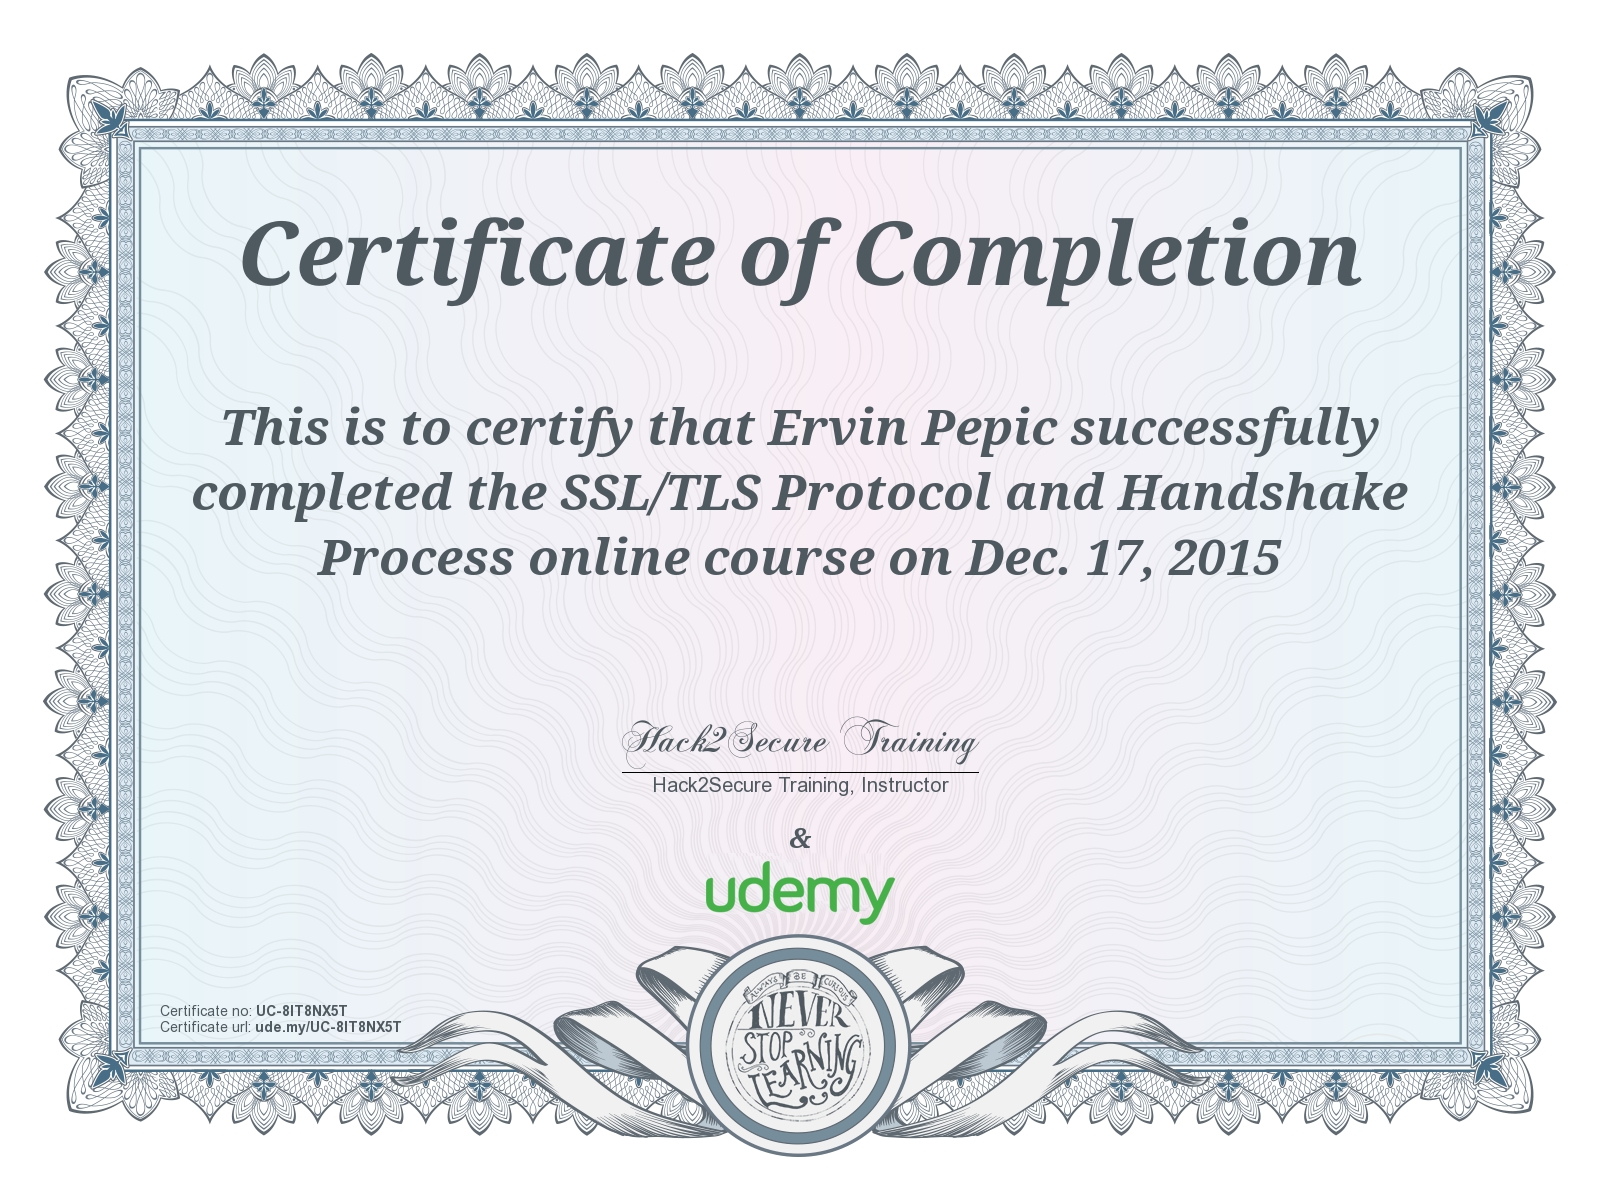 Certificate of Completion
This is to certify that Ervin Pepic successfully
completed the SSL/TLS Protocol and Handshake
Process online course on Dec. 17, 2015
Hack2Secure Training
Hack2Secure Training, Instructor
&
udemy
Certificate no: UC-8IT8NX5T
Certificate url: ude.my/UC-8IT8NX5T
ALWAYS BE CURIOUS
NEVER
STOP
LEARNING